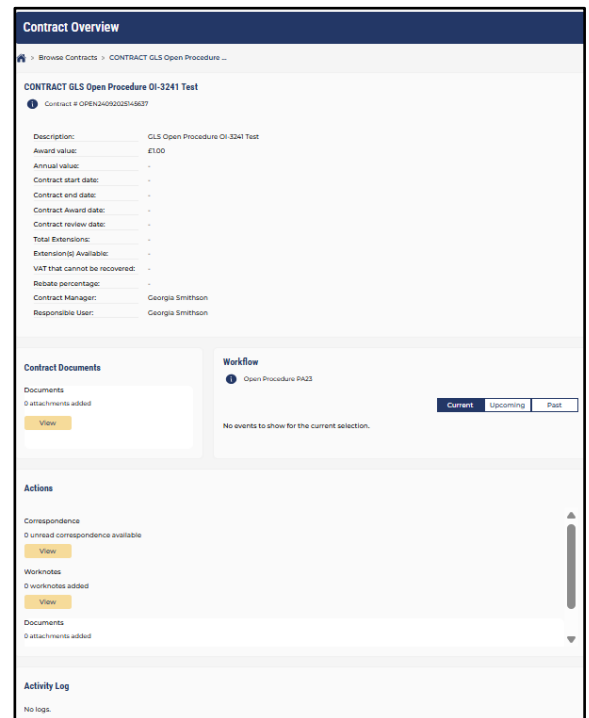 Contract Overview
> Browse Contracts > CONTRACT GLS Open Procedure ...
CONTRACT GLS Open Procedure OI-3241 Test
i Contract # OPEN24092025145637
Description: GLS Open Procedure OI-3241 Test
Award value: £1.00
Annual value: -
Contract start date: -
Contract end date: -
Contract Award date: -
Contract review date: -
Total Extensions: -
Extension(s) Available: -
VAT that cannot be recovered: -
Rebate percentage: -
Contract Manager: Georgia Smithson
Responsible User: Georgia Smithson
Contract Documents
Documents
0 attachments added
View
Workflow
i Open Procedure PA23
Current Upcoming Past
No events to show for the current selection.
Actions
Correspondence
0 unread correspondence available
View
Worknotes
0 worknotes added
View
Documents
0 attachments added
Activity Log
No logs.